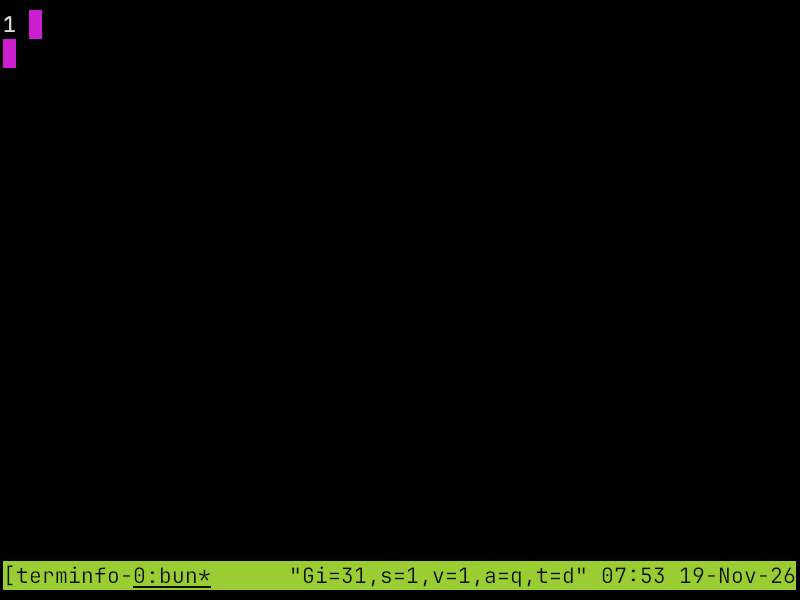 1
[terminfo-0:bun*      "Gi=31,s=1,v=1,a=q,t=d" 07:53 19-Nov-26